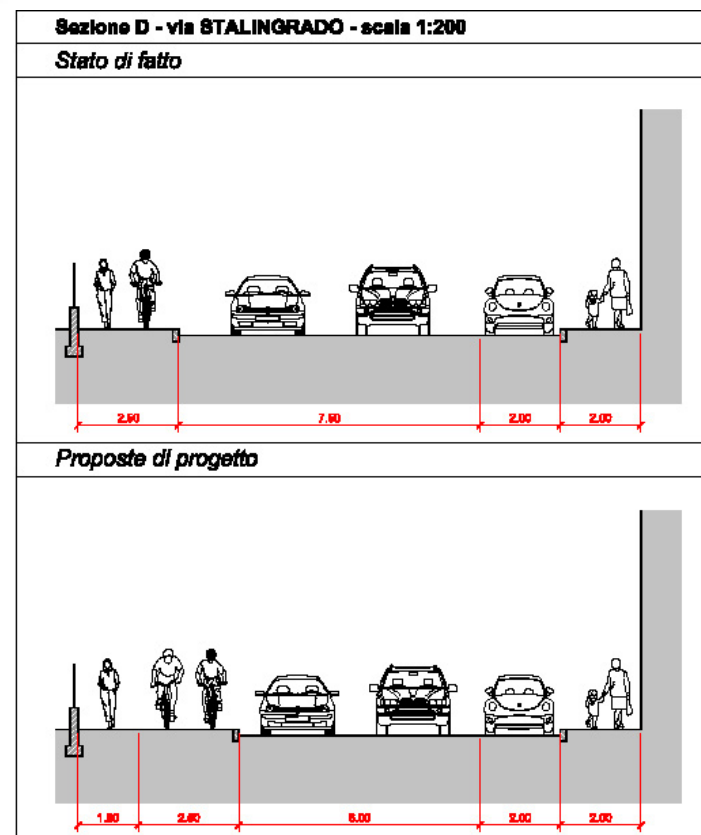 Sezione D - via STALINGRADO - scala 1:200
Stato di fatto
2.50 7.50 2.00 2.00
Proposte di progetto
1.50 2.50 6.00 2.00 2.00